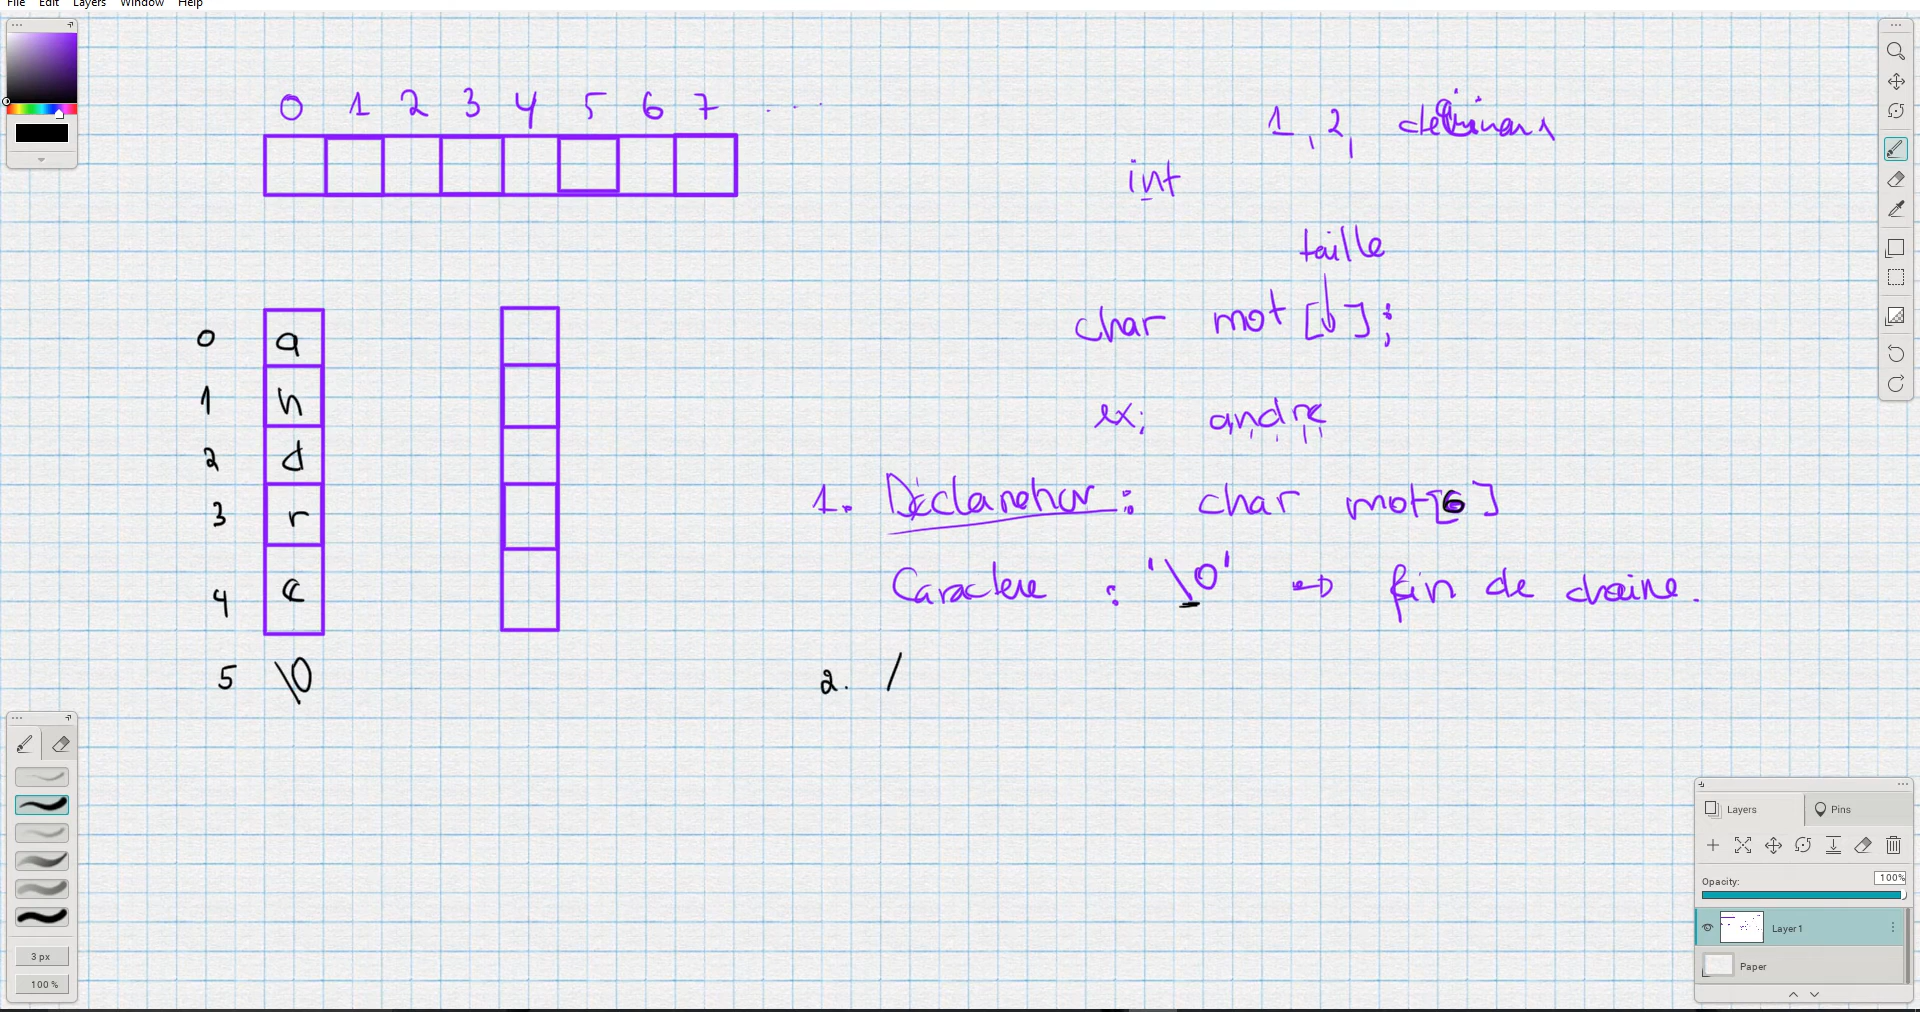 File Edit Layers Window Help
0 1 2 3 4 5 6 7 ....
1, 2,
int
taille
char mot [ ];
ex: andre
1. Déclaration : char mot[6]
Caractere : '\0' → fin de chaine.
2. /
0 a
1 n
2 d
3 r
4 e
5 \0
3 px
100 %
Layers Pins
Opacity: 100%
Layer 1
Paper